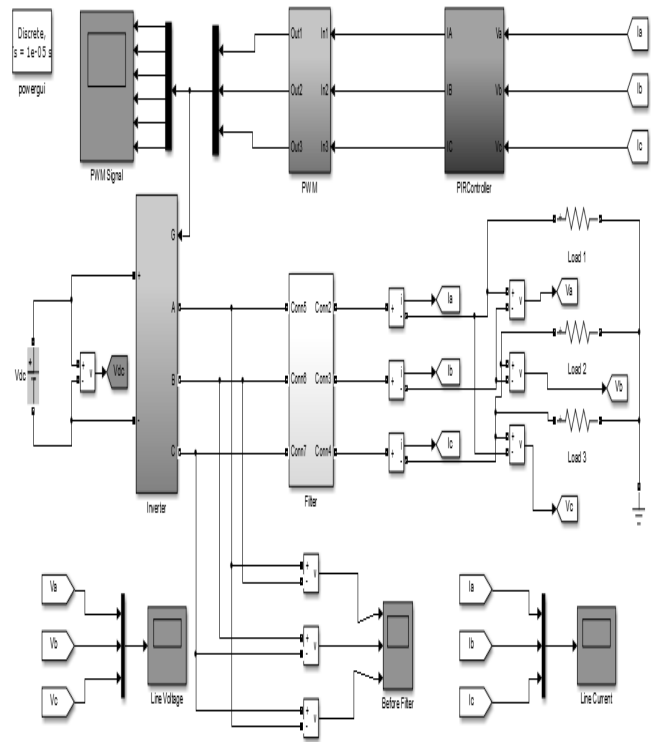 Discrete,
s = 1e-05 s
powergui
PWM Signal
Out1
Out2
Out3
In1
In2
In3
PWM
IA
IB
IC
Va
Vb
Vc
PIRController
Ia
Ib
Ic
G
+
-
A
B
C
Inverter
Vdc
+
+
-
v
Vdc
Conn5
Conn6
Conn7
Conn2
Conn3
Conn4
Filter
+
i
-
Ia
+
i
-
Ib
+
i
-
Ic
+
-
v
Va
+
-
v
Vb
+
-
v
Vc
+
Load 1
+
Load 2
+
Load 3
Va
Vb
Vc
Line Voltage
+
-
v
+
-
v
+
-
v
Before Filter
Ia
Ib
Ic
Line Current